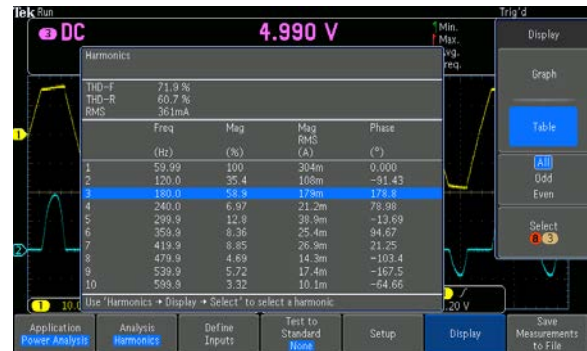 Tek Run
Trig'd
3 DC 4.990 V
Min.
Max.
Avg.
Freq.
Display
Harmonics
THD-F 71.9 %
THD-R 60.7 %
RMS 361mA
Freq Mag Mag RMS Phase
(Hz) (%) (A) (°)
1 59.99 100 304m 0.000
2 120.0 35.4 108m -91.43
3 180.0 58.9 179m 178.8
4 240.0 6.97 21.2m 78.98
5 299.9 12.8 38.9m -13.69
6 359.9 8.36 25.4m 94.67
7 419.9 8.85 26.9m 21.25
8 479.9 4.69 14.3m -103.4
9 539.9 5.72 17.4m -167.5
10 599.9 3.32 10.1m -64.66
Use 'Harmonics → Display → Select' to select a harmonic
Graph
Table
All
Odd
Even
Select
B 3
1
2
1 10.0
.20 V
Application
Power Analysis
Analysis
Harmonics
Define
Inputs
Test to
Standard
None
Setup
Display
Save
Measurements
to File